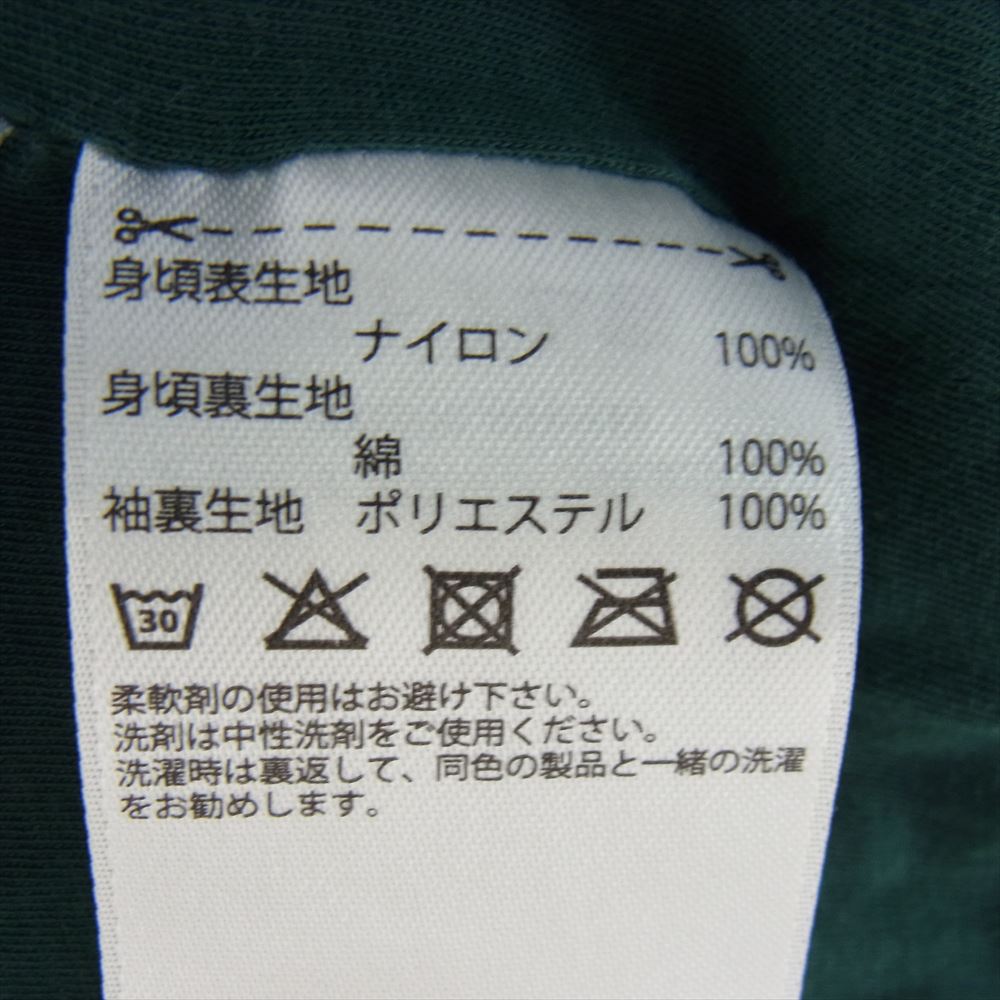 身頃表生地
ナイロン 100%
身頃裏生地
綿 100%
袖裏生地 ポリエステル 100%
30
柔軟剤の使用はお避け下さい。
洗剤は中性洗剤をご使用ください。
洗濯時は裏返して、同色の製品と一緒の洗濯
をお勧めします。